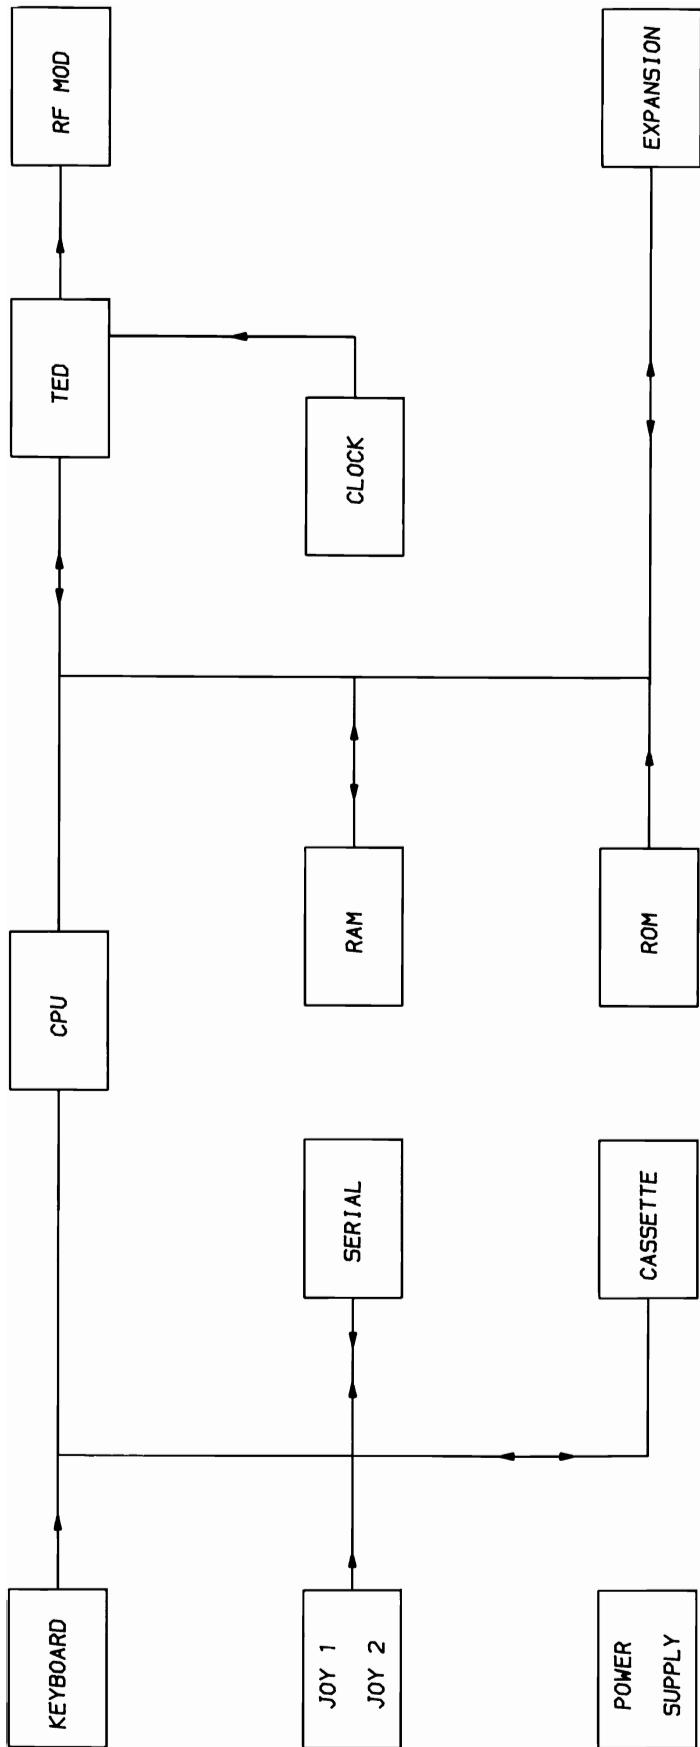 KEYBOARD
CPU
TED
RF MOD
JOY 1
JOY 2
SERIAL
RAM
CLOCK
POWER
SUPPLY
CASSETTE
ROM
EXPANSION